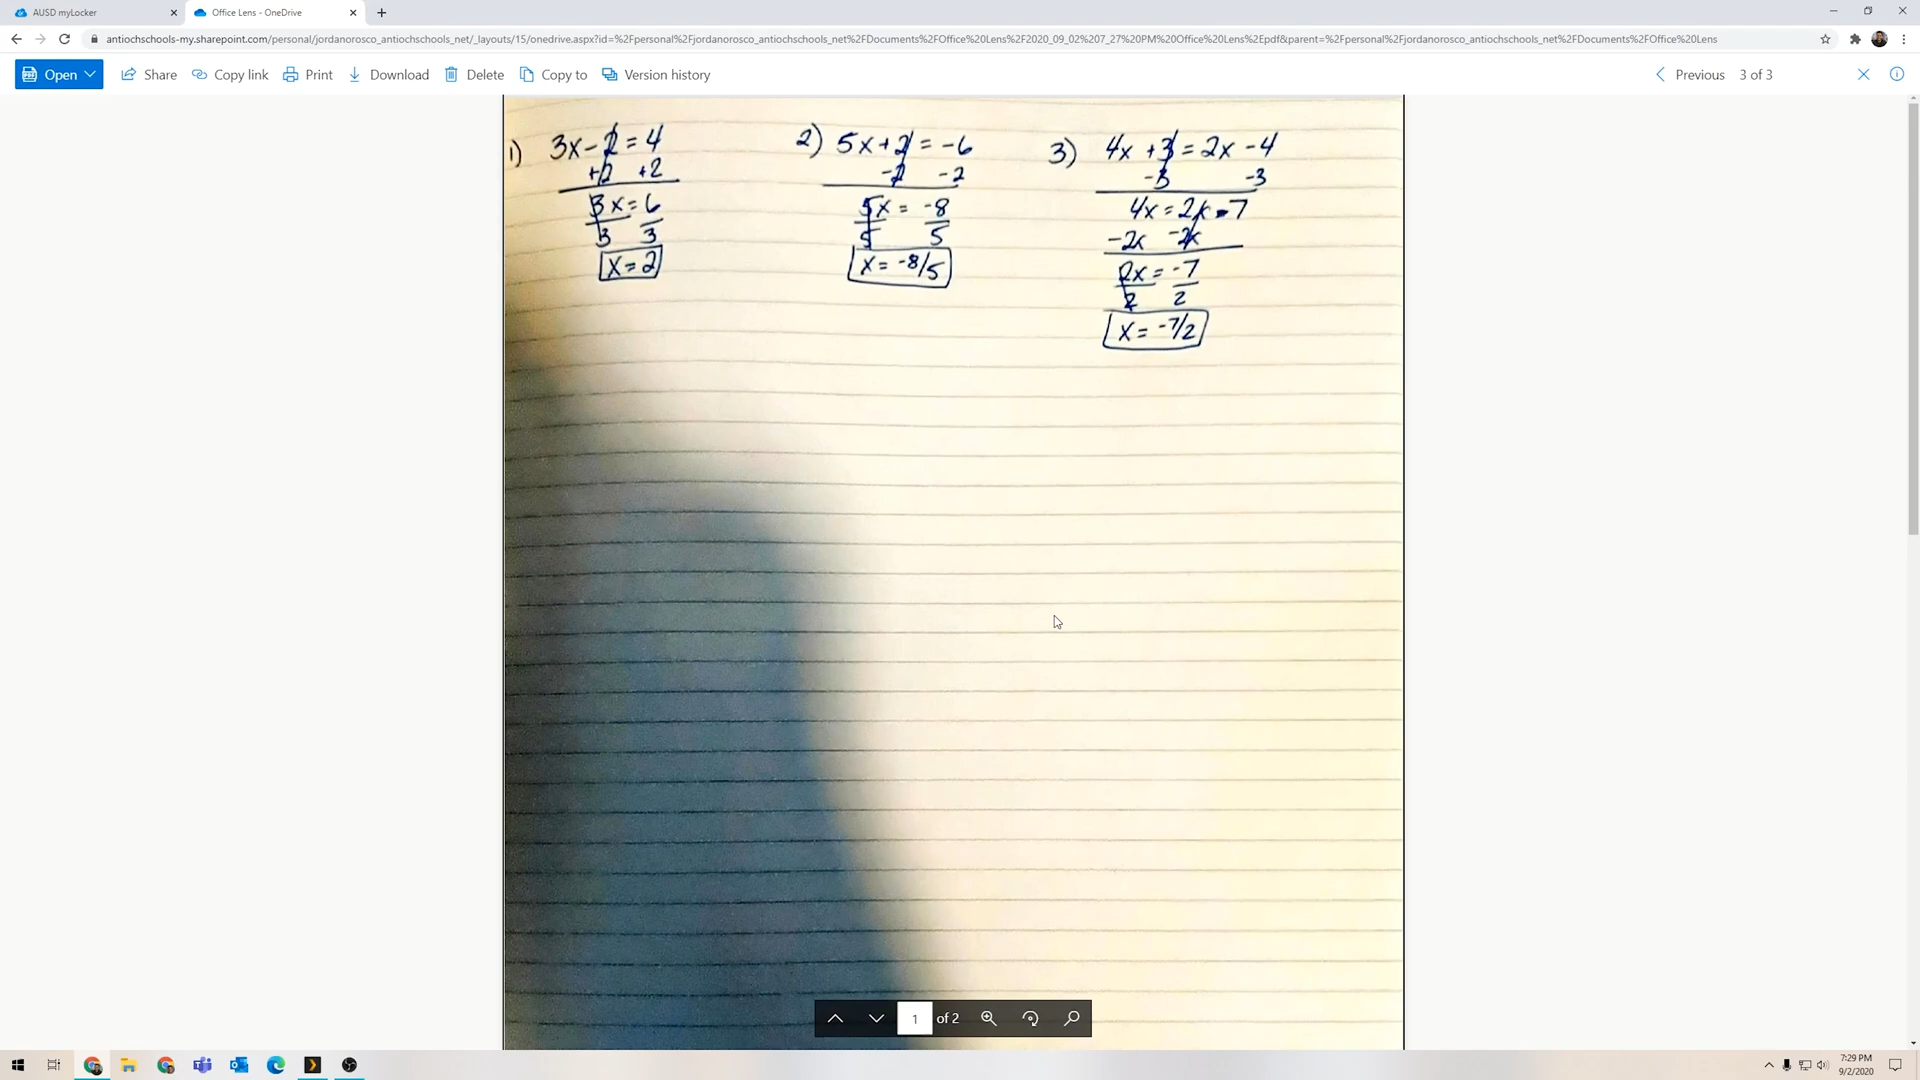 AUSD myLocker
Office Lens - OneDrive
antiochschools-my.sharepoint.com/personal/jordanorosco_antiochschools_net/_layouts/15/onedrive.aspx?id=%2Fpersonal%2Fjordanorosco_antiochschools_net%2FDocuments%2FOffice%20Lens%2F2020_09_02%207_27%20PM%20Office%20Lens%2Epdf&parent=%2Fpersonal%2Fjordanorosco_antiochschools_net%2FDocuments%2FOffice%20Lens
Open Share Copy link Print Download Delete Copy to Version history Previous 3 of 3
1) 3x-2=4
+2 +2
3x=6
3 3
x=2
2) 5x+2=-6
-2 -2
5x=-8
5 5
x=-8/5
3) 4x+3=2x-4
-3 -3
4x=2x-7
-2x -2x
2x=-7
2 2
x=-7/2
1 of 2
7:29 PM
9/2/2020